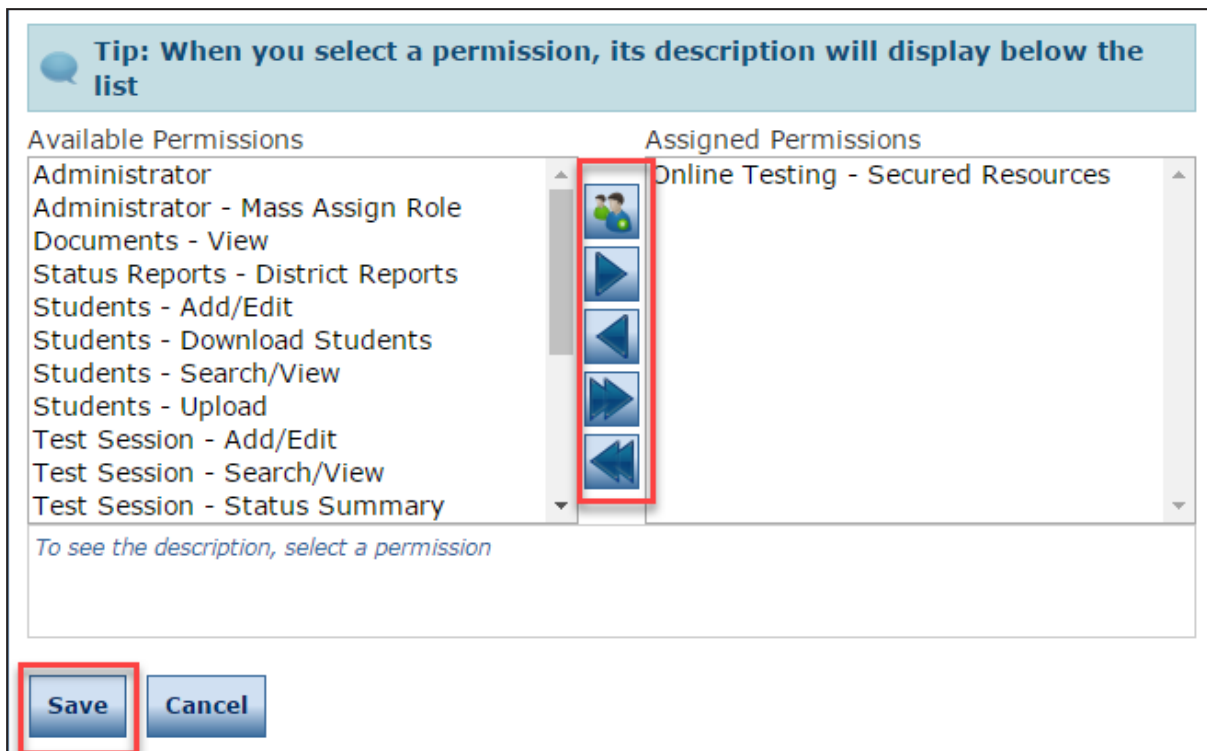 Tip: When you select a permission, its description will display below the
list
Available Permissions
Administrator
Administrator - Mass Assign Role
Documents - View
Status Reports - District Reports
Students - Add/Edit
Students - Download Students
Students - Search/View
Students - Upload
Test Session - Add/Edit
Test Session - Search/View
Test Session - Status Summary
Assigned Permissions
Online Testing - Secured Resources
To see the description, select a permission
Save
Cancel